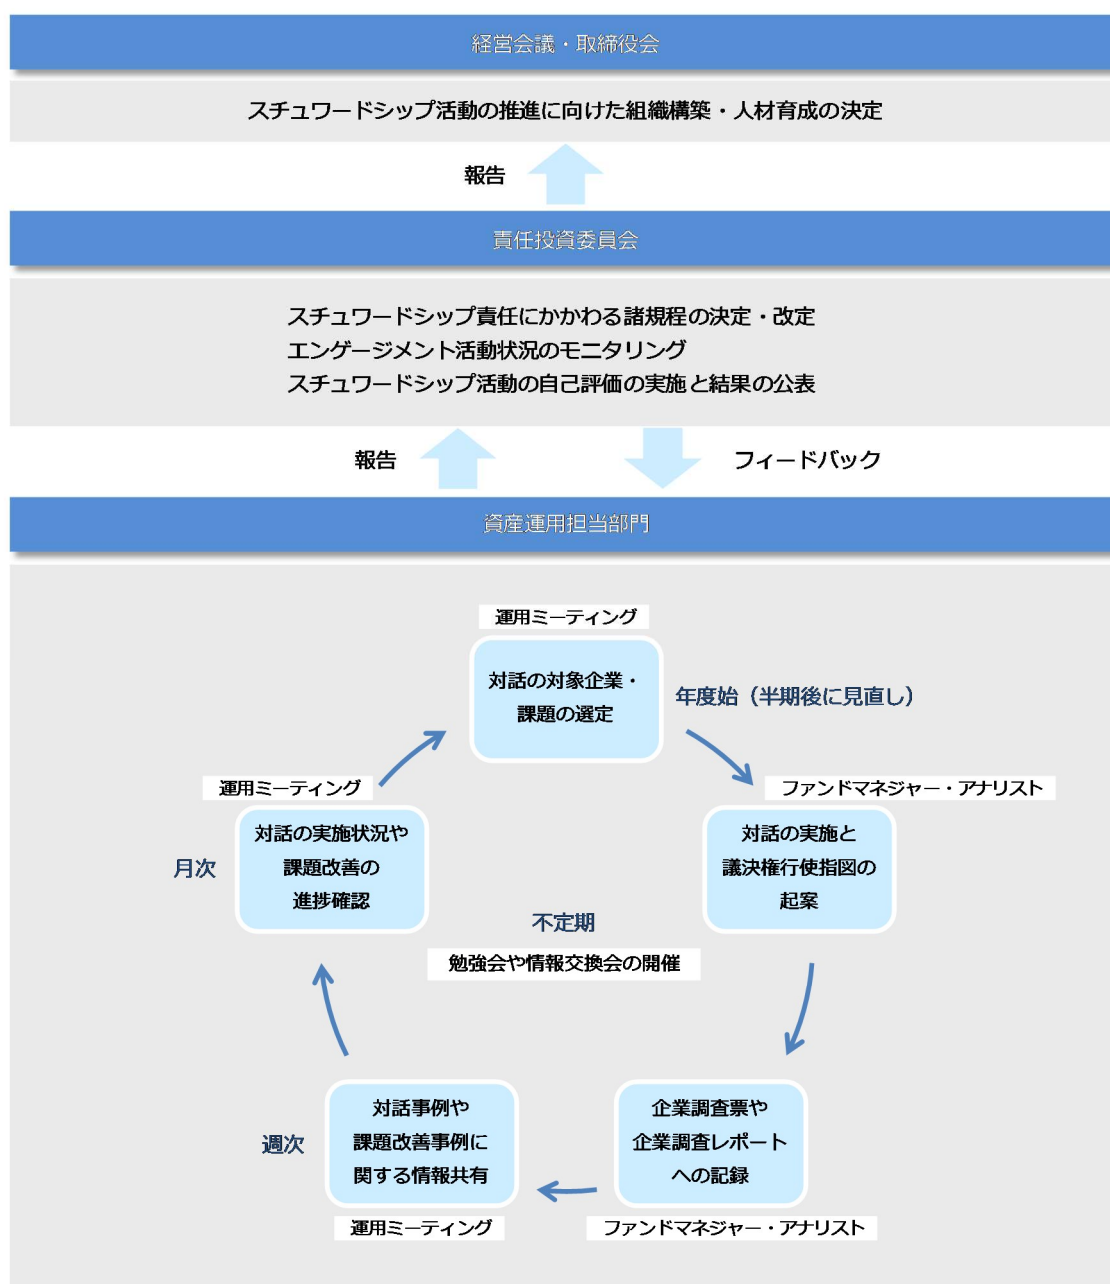 経営会議・取締役会
スチュワードシップ活動の推進に向けた組織構築・人材育成の決定
報告
責任投資委員会
スチュワードシップ責任にかかわる諸規程の決定・改定
エンゲージメント活動状況のモニタリング
スチュワードシップ活動の自己評価の実施と結果の公表
報告
フィードバック
資産運用担当部門
運用ミーティング
対話の対象企業・
課題の選定
年度始（半期後に見直し）
ファンドマネジャー・アナリスト
対話の実施と
議決権行使指図の
起案
運用ミーティング
対話の実施状況や
課題改善の
進捗確認
月次
不定期
勉強会や情報交換会の開催
企業調査票や
企業調査レポート
への記録
ファンドマネジャー・アナリスト
対話事例や
課題改善事例に
関する情報共有
週次
運用ミーティング